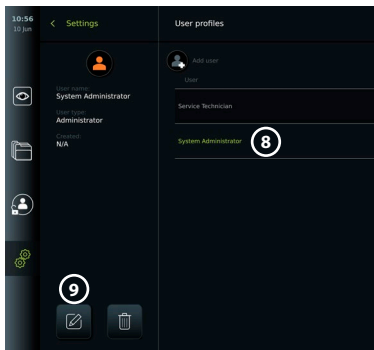 10:56
10 Jun
Settings
User profiles
Add user
User
User name:
System Administrator
User type:
Administrator
Created:
N/A
Service Technician
System Administrator
8
9